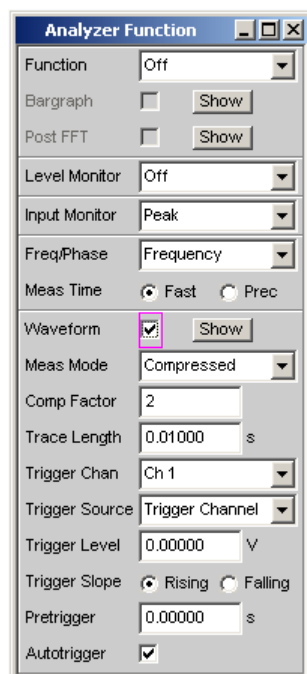 Analyzer Function
Function Off
Bargraph Show
Post FFT Show
Level Monitor Off
Input Monitor Peak
Freq/Phase Frequency
Meas Time Fast Prec
Waveform Show
Meas Mode Compressed
Comp Factor 2
Trace Length 0.01000 s
Trigger Chan Ch 1
Trigger Source Trigger Channel
Trigger Level 0.00000 V
Trigger Slope Rising Falling
Pretrigger 0.00000 s
Autotrigger